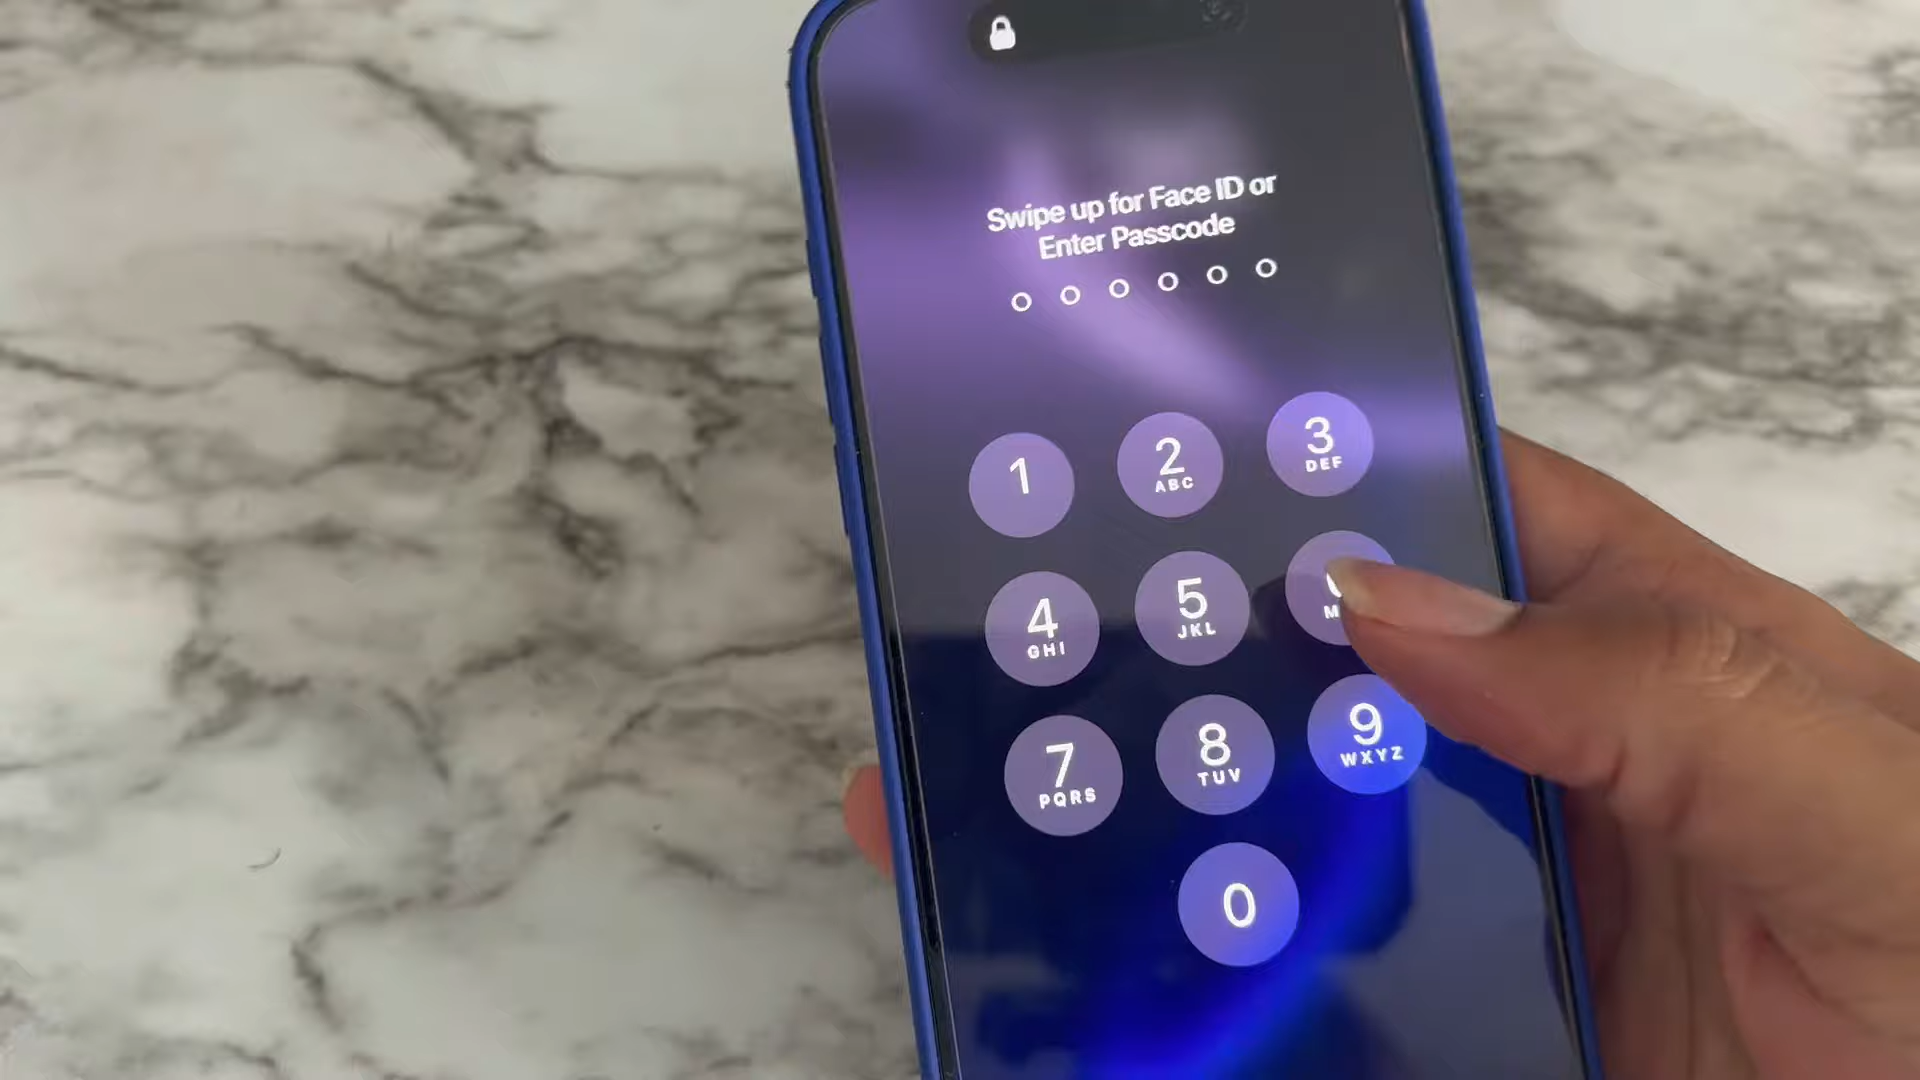 Swipe up for Face ID or
Enter Passcode
1
2
ABC
3
DEF
4
GHI
5
JKL
7
PQRS
8
TUV
9
WXYZ
0